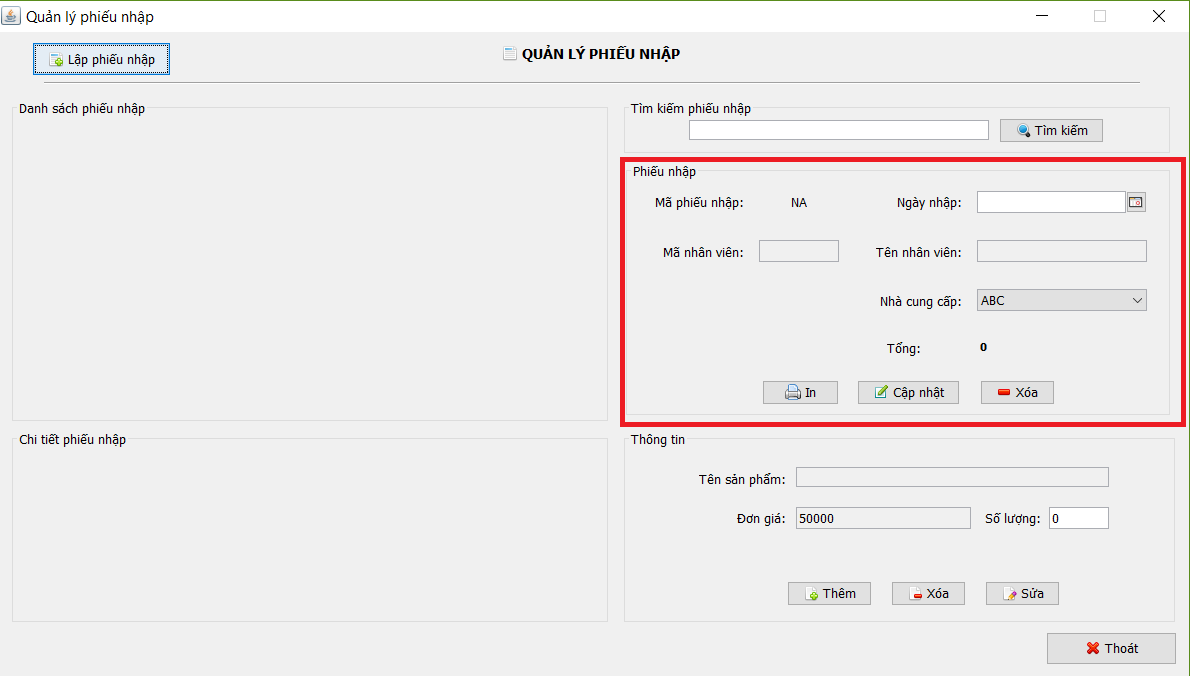 Quản lý phiếu nhập
Lập phiếu nhập
QUẢN LÝ PHIẾU NHẬP
Danh sách phiếu nhập
Tìm kiếm phiếu nhập
Tìm kiếm
Phiếu nhập
Mã phiếu nhập: NA Ngày nhập:
Mã nhân viên: Tên nhân viên:
Nhà cung cấp: ABC
Tổng: 0
In Cập nhật Xóa
Chi tiết phiếu nhập
Thông tin
Tên sản phẩm:
Đơn giá: 50000 Số lượng: 0
Thêm Xóa Sửa
Thoát